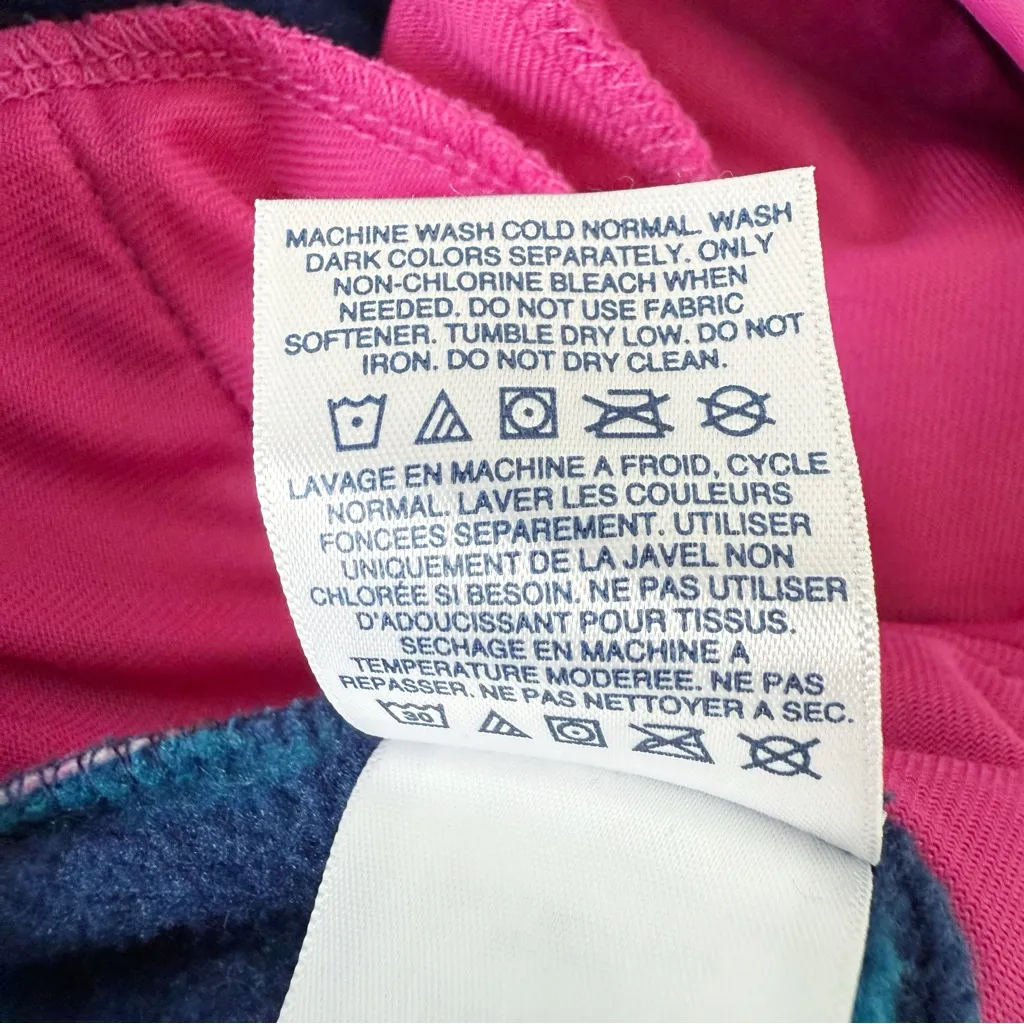 MACHINE WASH COLD NORMAL. WASH
DARK COLORS SEPARATELY. ONLY
NON-CHLORINE BLEACH WHEN
NEEDED. DO NOT USE FABRIC
SOFTENER. TUMBLE DRY LOW. DO NOT
IRON. DO NOT DRY CLEAN.
LAVAGE EN MACHINE A FROID, CYCLE
NORMAL. LAVER LES COULEURS
FONCEES SEPAREMENT. UTILISER
UNIQUEMENT DE LA JAVEL NON
CHLORÉE SI BESOIN. NE PAS UTILISER
D'ADOUCISSANT POUR TISSUS.
SECHAGE EN MACHINE A
TEMPERATURE MODEREE. NE PAS
REPASSER. NE PAS NETTOYER A SEC.
30